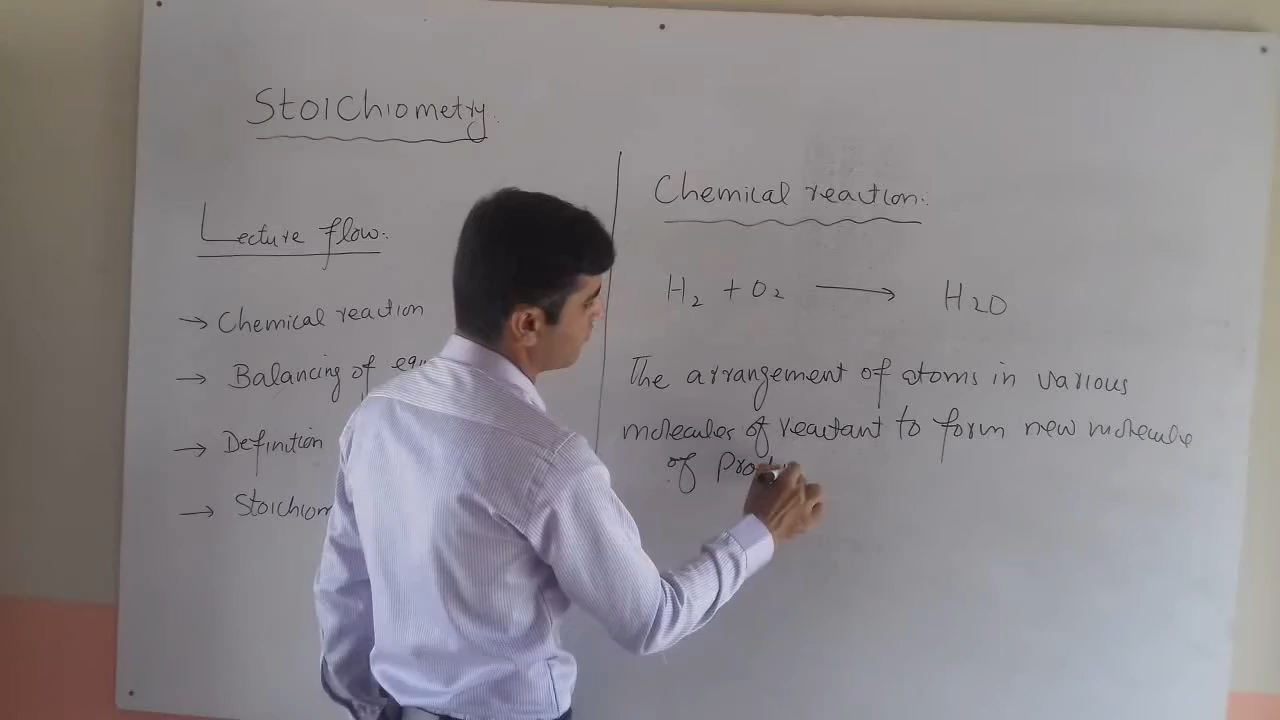 Stoichiometry.
Lecture flow:
→ Chemical reaction
→ Balancing of
→ Definition
→
Chemical reaction:
H₂ + O₂ → H2O
The arrangement of atoms in various
molecules of reactant to form new molecule
of